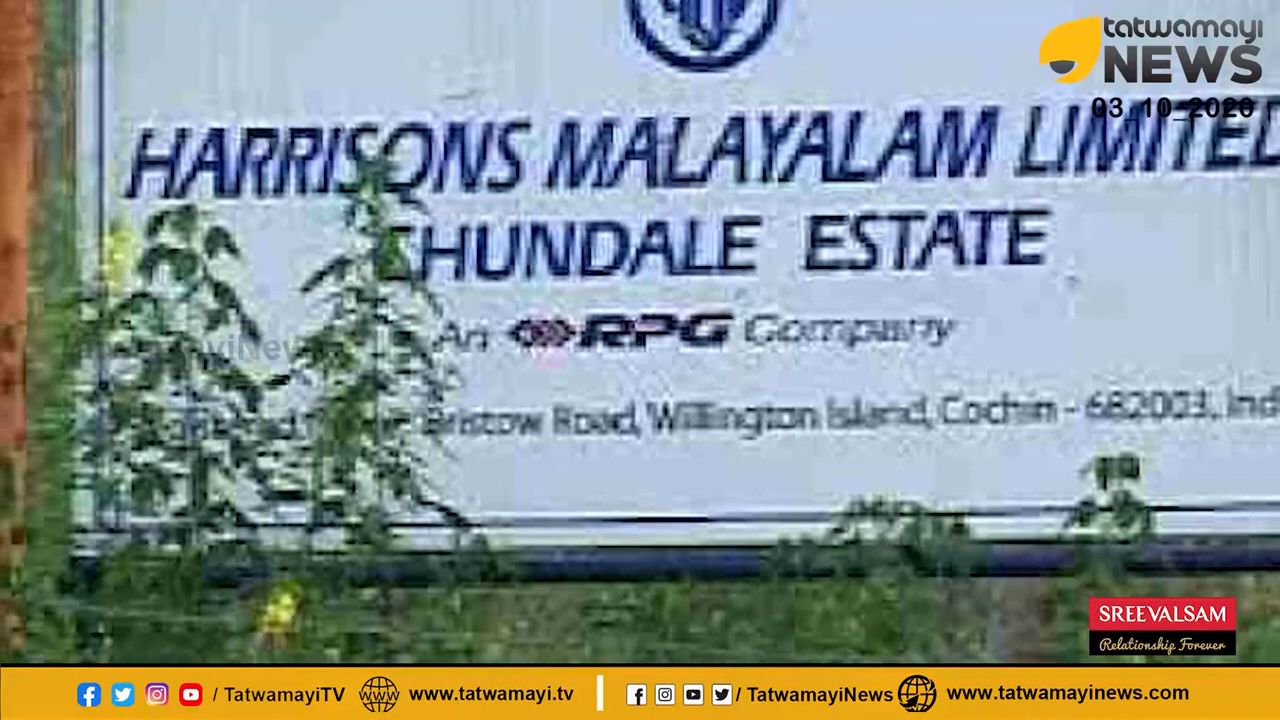 tatwamayi
NEWS
03_10_2020
HARRISONS MALAYALAM LIMITED
CHUNDALE ESTATE
An RPG Company
Bristow Road, Willington Island, Cochin - 682003, Ind
TatwamayiNews
SREEVALSAM
Relationship Forever
/ TatwamayiTV www.tatwamayi.tv / TatwamayiNews www.tatwamayinews.com